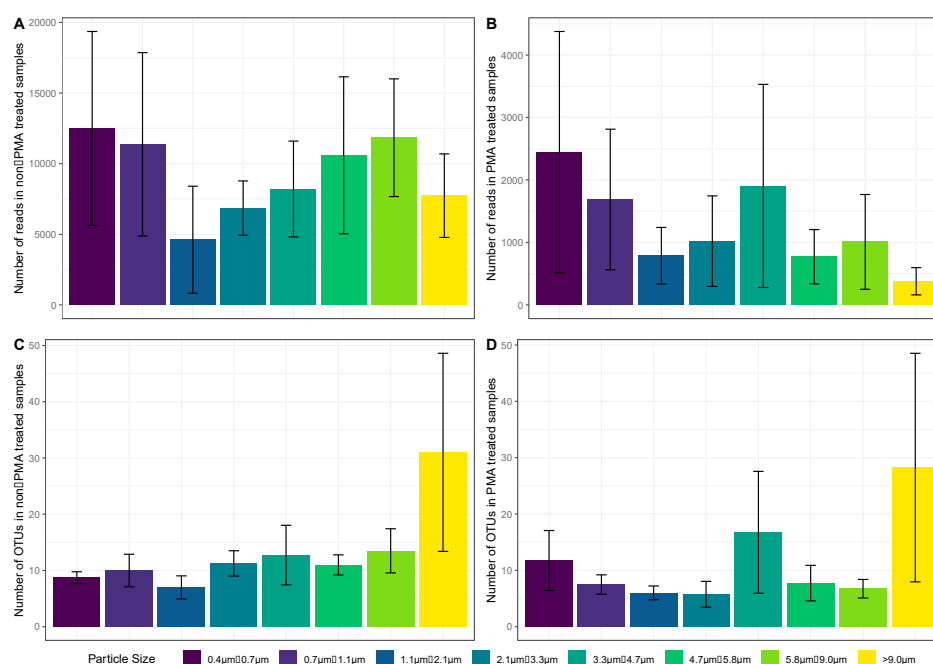 A
Number of reads in non▯PMA treated samples
20000
15000
10000
5000
0
B
Number of reads in PMA treated samples
4000
3000
2000
1000
0
C
Number of OTUs in non▯PMA treated samples
50
40
30
20
10
0
D
Number of OTUs in PMA treated samples
50
40
30
20
10
0
Particle Size 0.4µm▯0.7µm 0.7µm▯1.1µm 1.1µm▯2.1µm 2.1µm▯3.3µm 3.3µm▯4.7µm 4.7µm▯5.8µm 5.8µm▯9.0µm >9.0µm